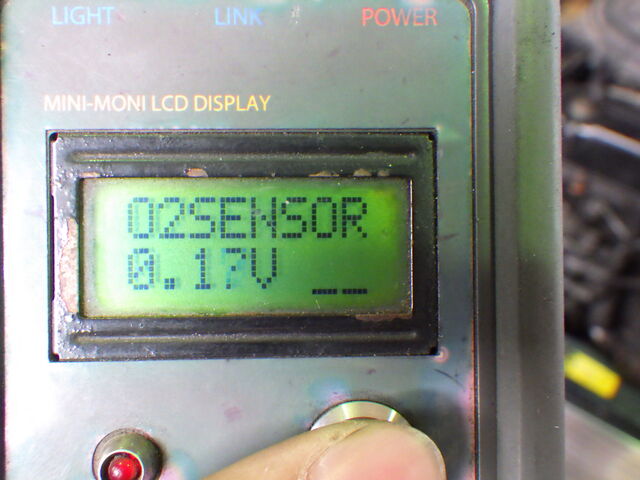 LIGHT LINK POWER
MINI-MONI LCD DISPLAY
O2SENSOR
0.17V __